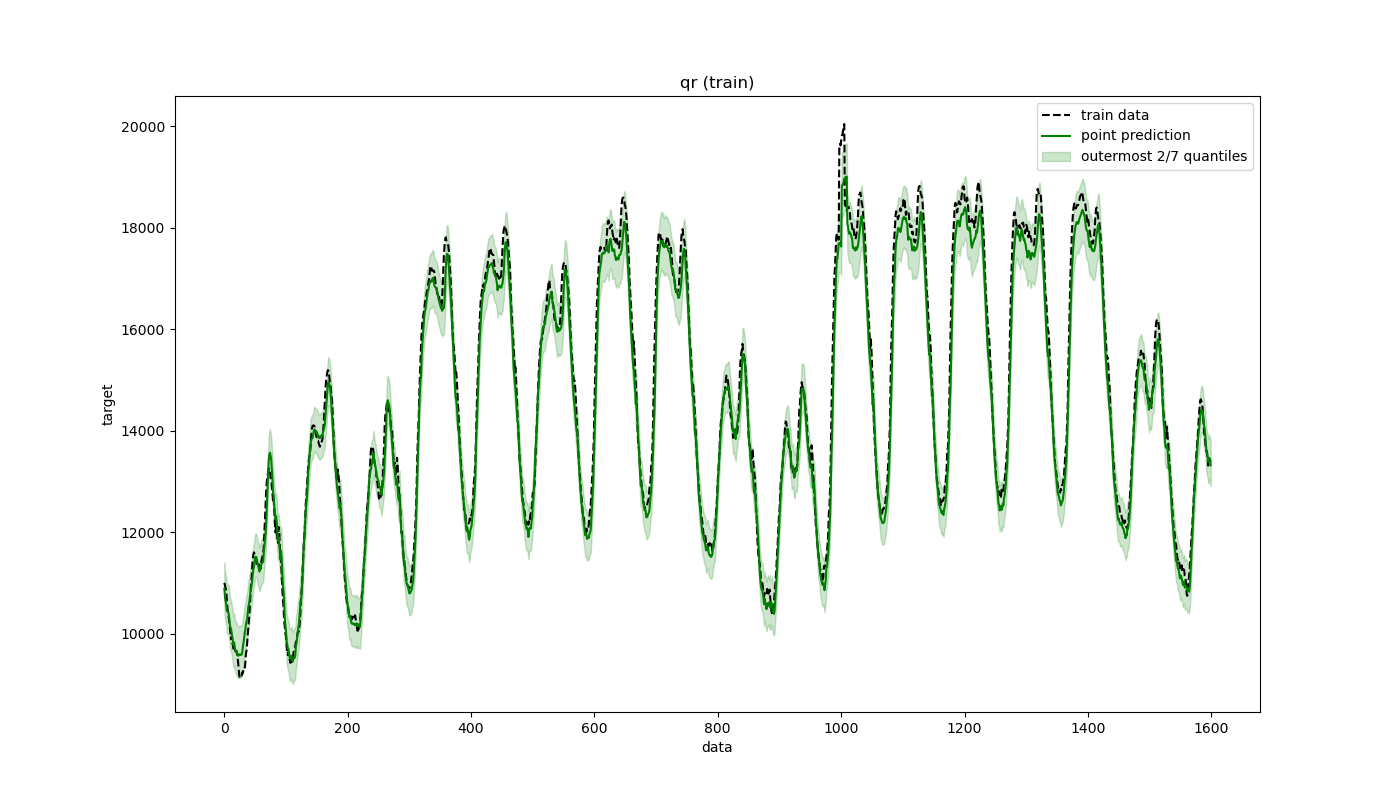 qr (train)
train data
point prediction
outermost 2/7 quantiles
20000
18000
16000
14000
12000
10000
target
0 200 400 600 800 1000 1200 1400 1600
data